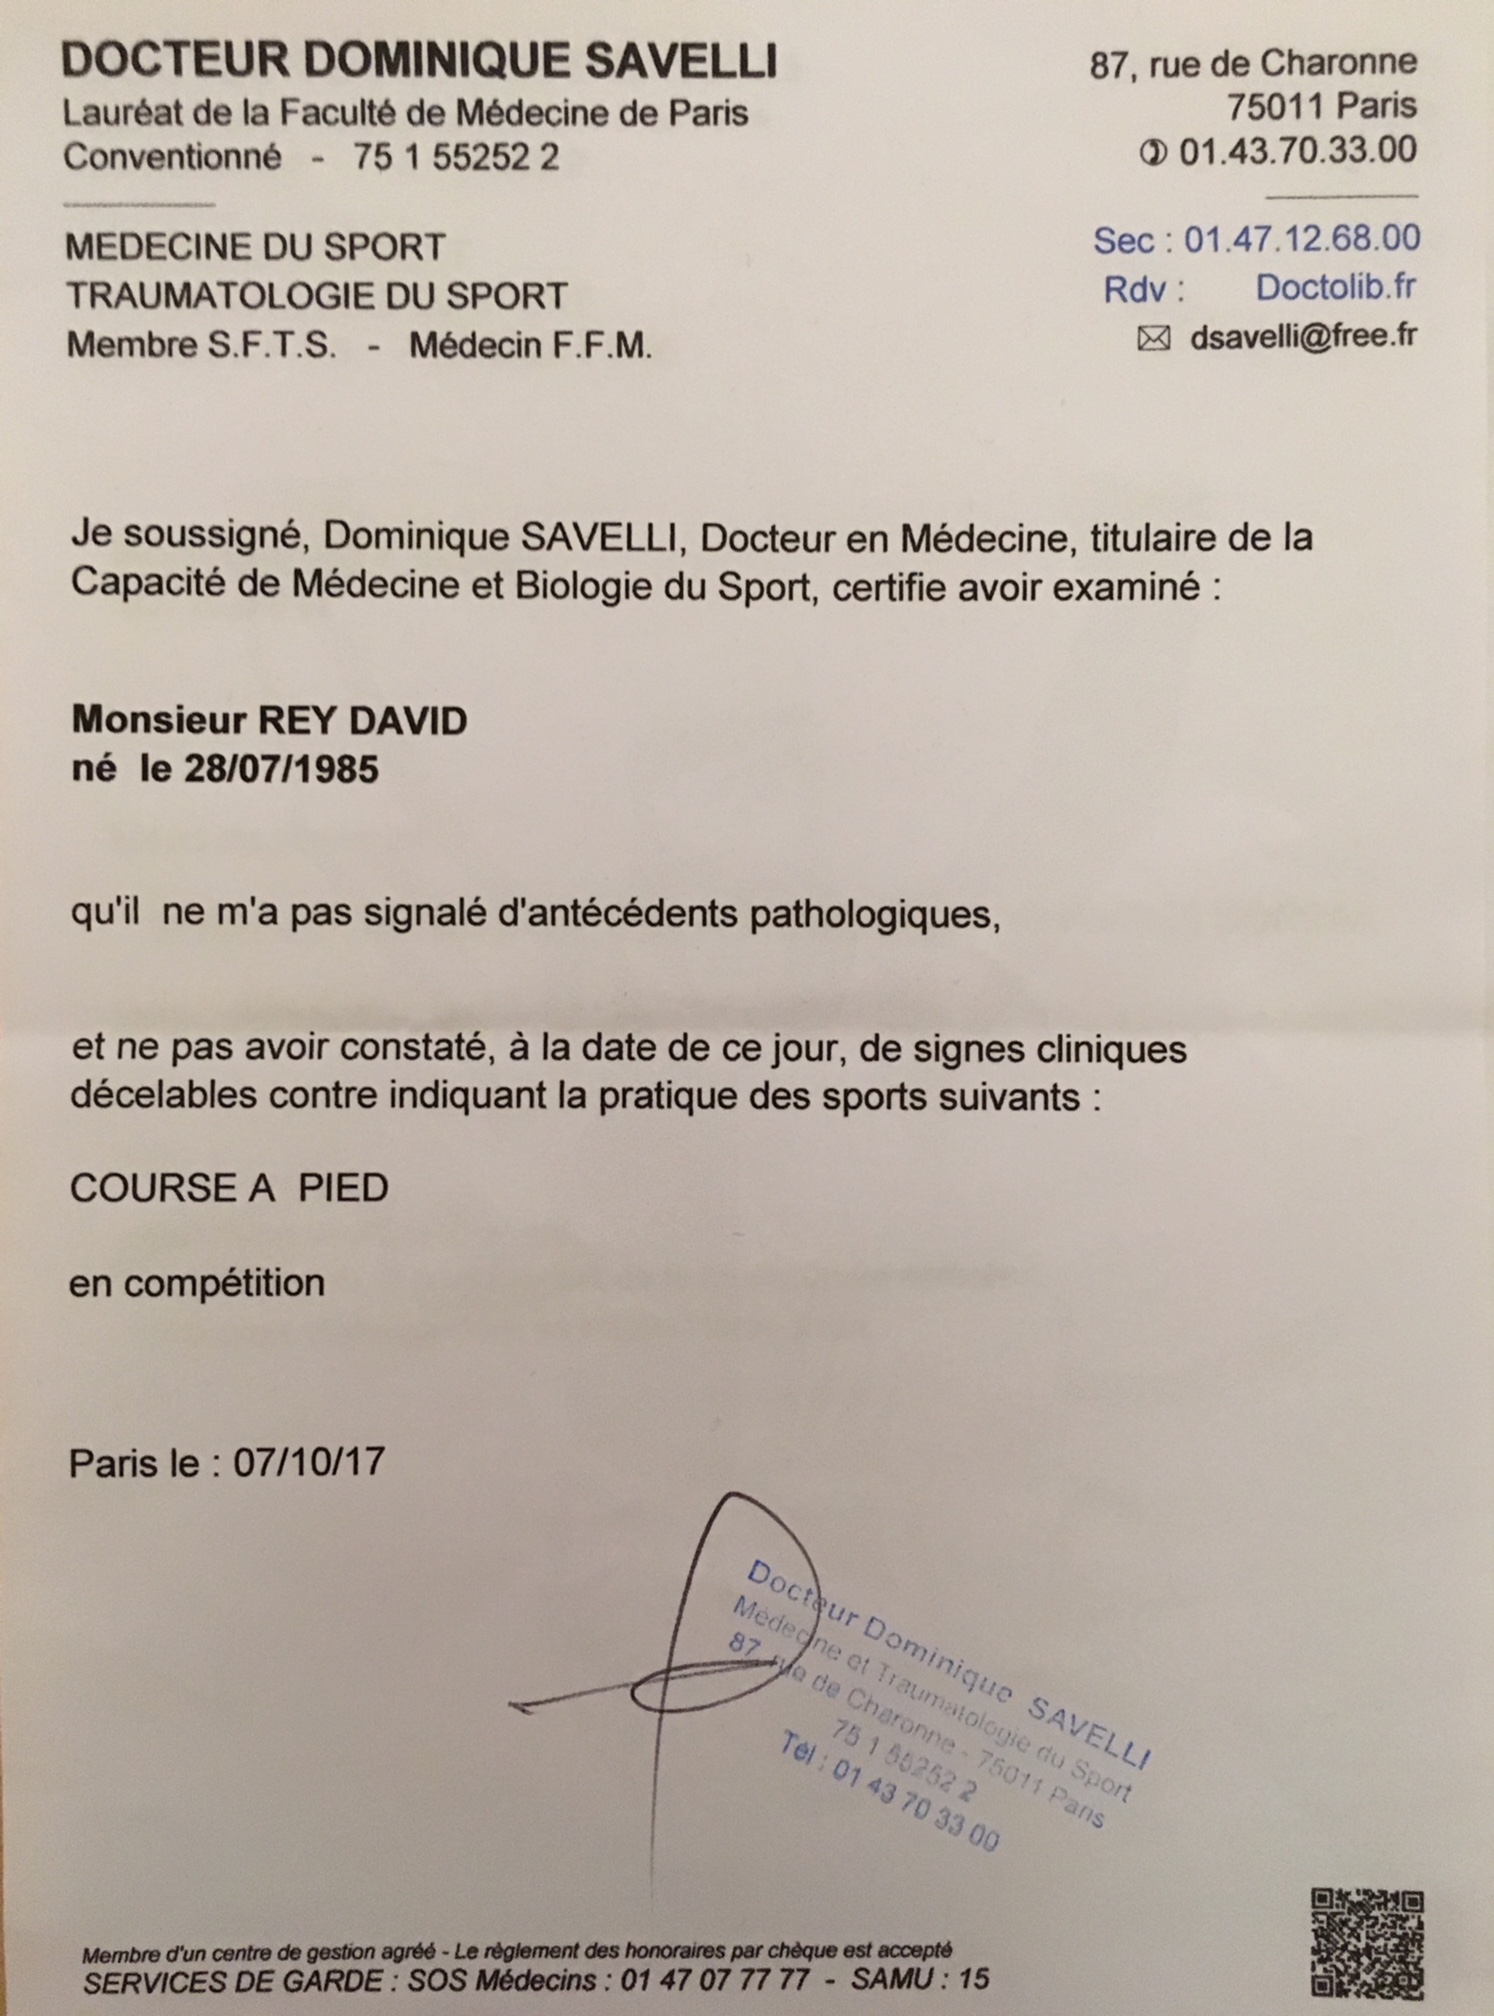 DOCTEUR DOMINIQUE SAVELLI
Lauréat de la Faculté de Médecine de Paris
Conventionné - 75 1 55252 2
MEDECINE DU SPORT
TRAUMATOLOGIE DU SPORT
Membre S.F.T.S. - Médecin F.F.M.
87, rue de Charonne
75011 Paris
01.43.70.33.00
Sec : 01.47.12.68.00
Rdv : Doctolib.fr
dsavelli@free.fr
Je soussigné, Dominique SAVELLI, Docteur en Médecine, titulaire de la
Capacité de Médecine et Biologie du Sport, certifie avoir examiné :
Monsieur REY DAVID
né le 28/07/1985
qu'il ne m'a pas signalé d'antécédents pathologiques,
et ne pas avoir constaté, à la date de ce jour, de signes cliniques
décelables contre indiquant la pratique des sports suivants :
COURSE A PIED
en compétition
Paris le : 07/10/17
Docteur Dominique SAVELLI
Médecine et Traumatologie du Sport
87, rue de Charonne - 75011 Paris
75 1 55252 2
Tél : 01 43 70 33 00
Membre d'un centre de gestion agréé - Le règlement des honoraires par chèque est accepté
SERVICES DE GARDE : SOS Médecins : 01 47 07 77 77 - SAMU : 15